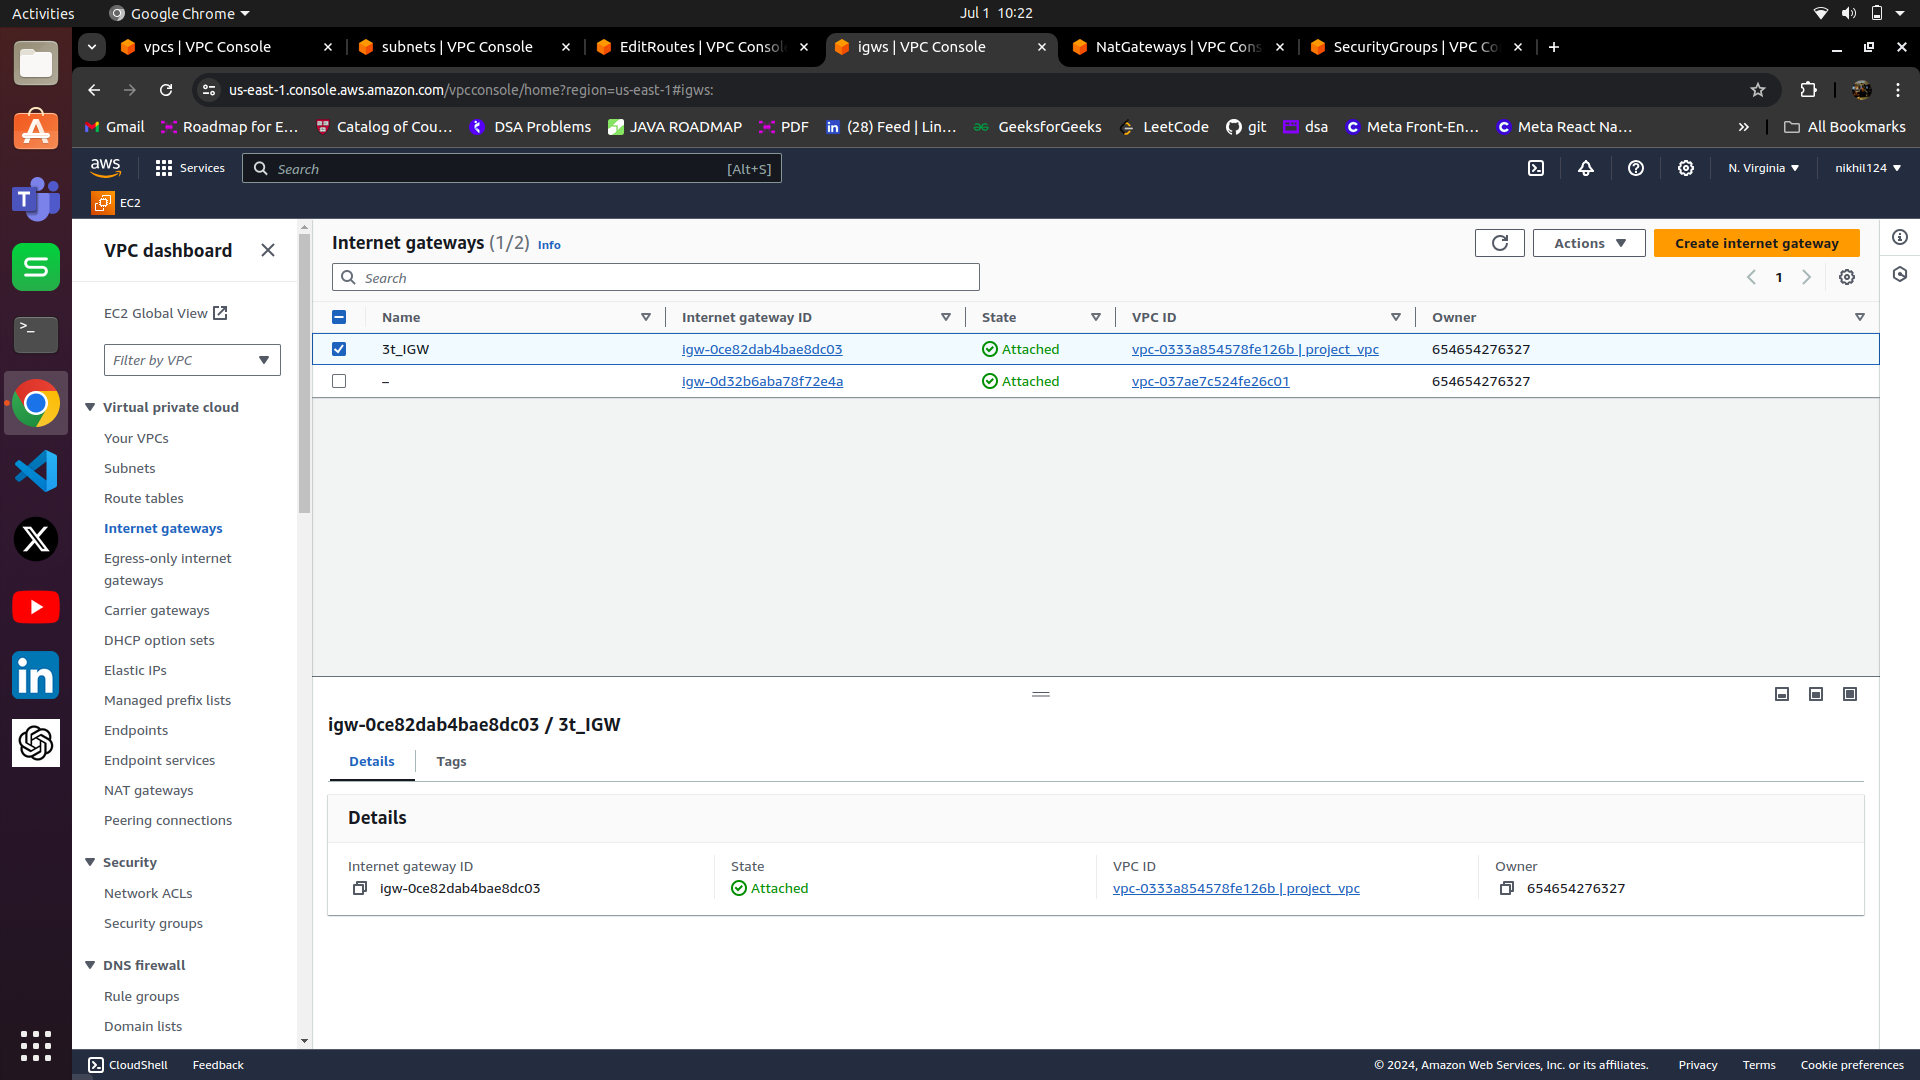 Activities
Google Chrome
Jul 1 10:22
vpcs | VPC Console
subnets | VPC Console
EditRoutes | VPC Consol
igws | VPC Console
NatGateways | VPC Cons
SecurityGroups | VPC Co
us-east-1.console.aws.amazon.com/vpcconsole/home?region=us-east-1#igws:
Gmail
Roadmap for E...
Catalog of Cou...
DSA Problems
JAVA ROADMAP
PDF
(28) Feed | Lin...
GeeksforGeeks
LeetCode
git
dsa
Meta Front-En...
Meta React Na...
»
All Bookmarks
aws
Services
Search
[Alt+S]
N. Virginia
nikhil124
EC2
VPC dashboard
EC2 Global View
Filter by VPC
Virtual private cloud
Your VPCs
Subnets
Route tables
Internet gateways
Egress-only internet
gateways
Carrier gateways
DHCP option sets
Elastic IPs
Managed prefix lists
Endpoints
Endpoint services
NAT gateways
Peering connections
Security
Network ACLs
Security groups
DNS firewall
Rule groups
Domain lists
Internet gateways (1/2) Info
Actions
Create internet gateway
Search
1
Name
Internet gateway ID
State
VPC ID
Owner
3t_IGW
igw-0ce82dab4bae8dc03
Attached
vpc-0333a854578fe126b | project_vpc
654654276327
–
igw-0d32b6aba78f72e4a
Attached
vpc-037ae7c524fe26c01
654654276327
igw-0ce82dab4bae8dc03 / 3t_IGW
Details
Tags
Details
Internet gateway ID
igw-0ce82dab4bae8dc03
State
Attached
VPC ID
vpc-0333a854578fe126b | project_vpc
Owner
654654276327
CloudShell
Feedback
© 2024, Amazon Web Services, Inc. or its affiliates.
Privacy
Terms
Cookie preferences